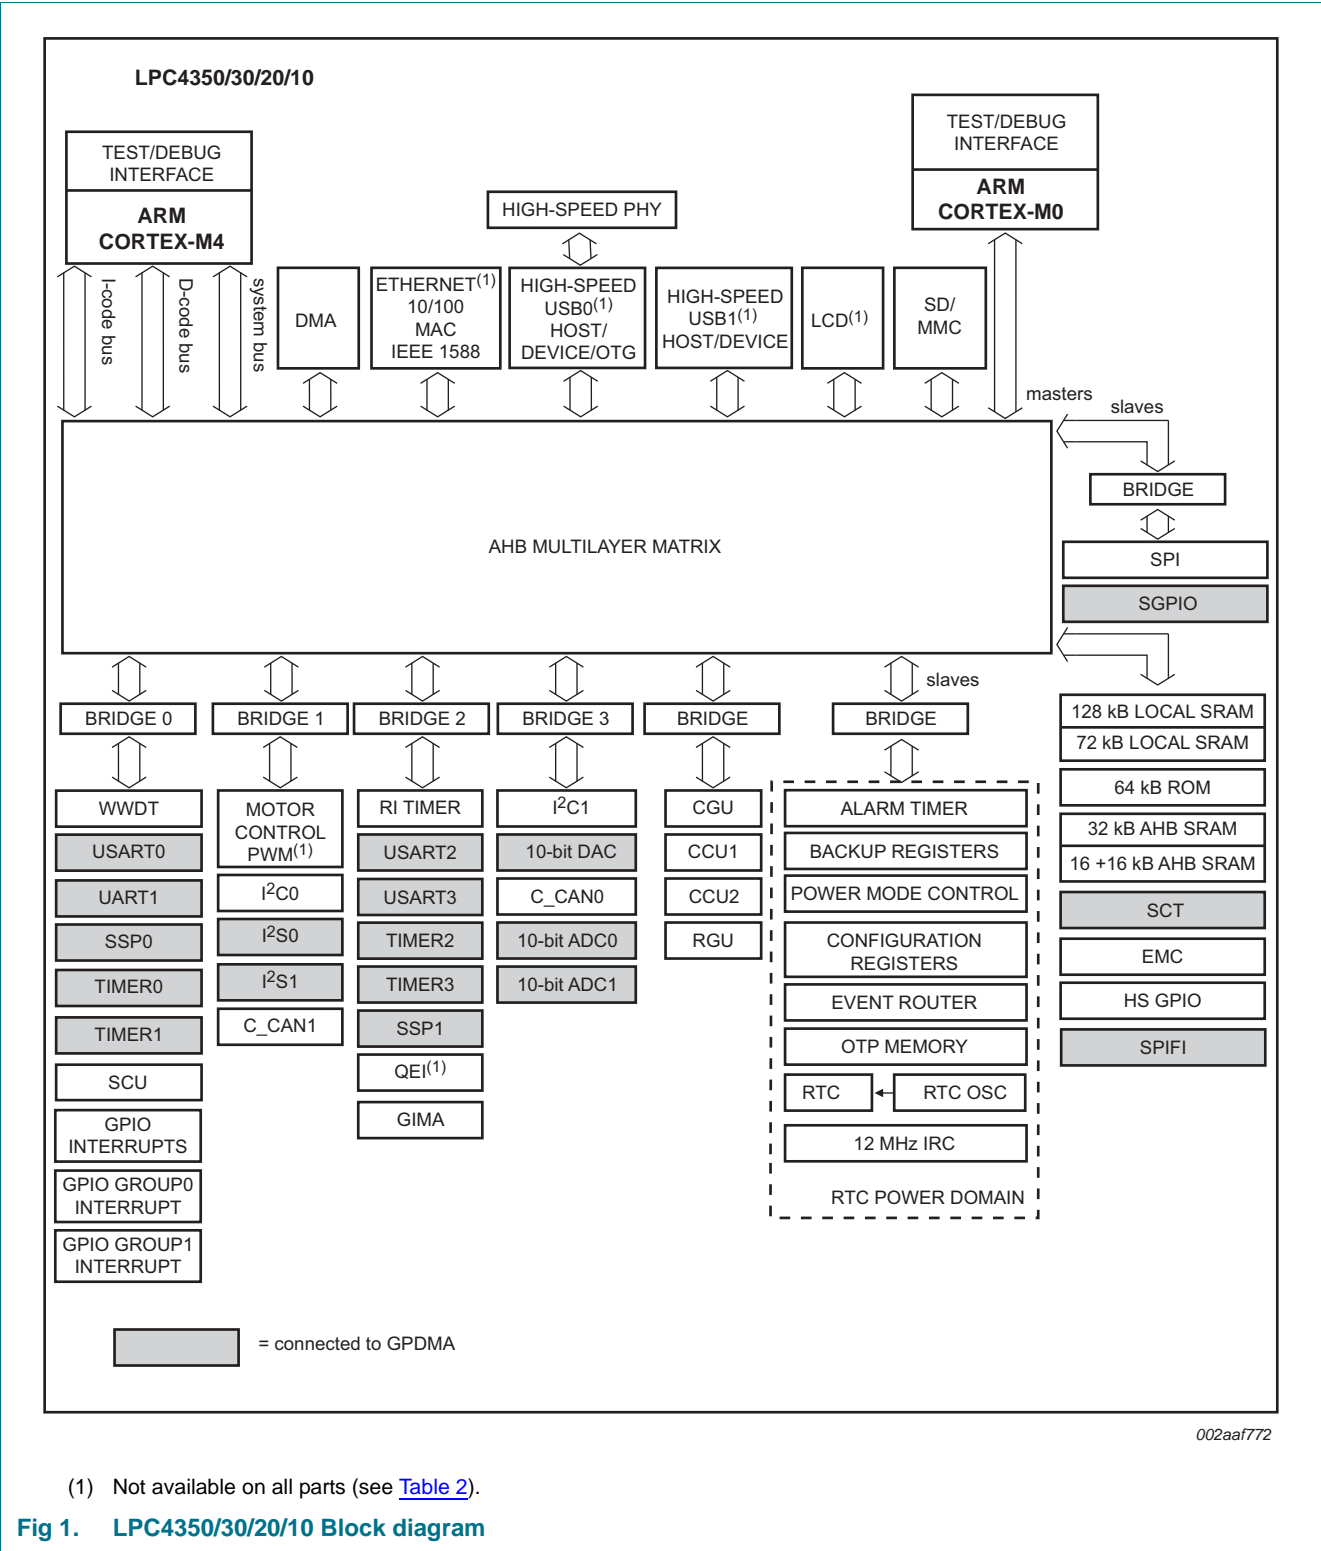 LPC4350/30/20/10
TEST/DEBUG
INTERFACE
ARM
CORTEX-M4
TEST/DEBUG
INTERFACE
ARM
CORTEX-M0
HIGH-SPEED PHY
I-code bus
D-code bus
system bus
DMA
ETHERNET(1)
10/100
MAC
IEEE 1588
HIGH-SPEED
USB0(1)
HOST/
DEVICE/OTG
HIGH-SPEED
USB1(1)
HOST/DEVICE
LCD(1)
SD/
MMC
masters
slaves
BRIDGE
SPI
SGPIO
AHB MULTILAYER MATRIX
slaves
BRIDGE 0
BRIDGE 1
BRIDGE 2
BRIDGE 3
BRIDGE
BRIDGE
128 kB LOCAL SRAM
72 kB LOCAL SRAM
64 kB ROM
32 kB AHB SRAM
16 +16 kB AHB SRAM
SCT
EMC
HS GPIO
SPIFI
WWDT
USART0
UART1
SSP0
TIMER0
TIMER1
SCU
GPIO
INTERRUPTS
GPIO GROUP0
INTERRUPT
GPIO GROUP1
INTERRUPT
MOTOR
CONTROL
PWM(1)
I2C0
I2S0
I2S1
C_CAN1
RI TIMER
USART2
USART3
TIMER2
TIMER3
SSP1
QEI(1)
GIMA
I2C1
10-bit DAC
C_CAN0
10-bit ADC0
10-bit ADC1
CGU
CCU1
CCU2
RGU
ALARM TIMER
BACKUP REGISTERS
POWER MODE CONTROL
CONFIGURATION
REGISTERS
EVENT ROUTER
OTP MEMORY
RTC
RTC OSC
12 MHz IRC
RTC POWER DOMAIN
= connected to GPDMA
002aaf772
(1) Not available on all parts (see Table 2).
Fig 1. LPC4350/30/20/10 Block diagram